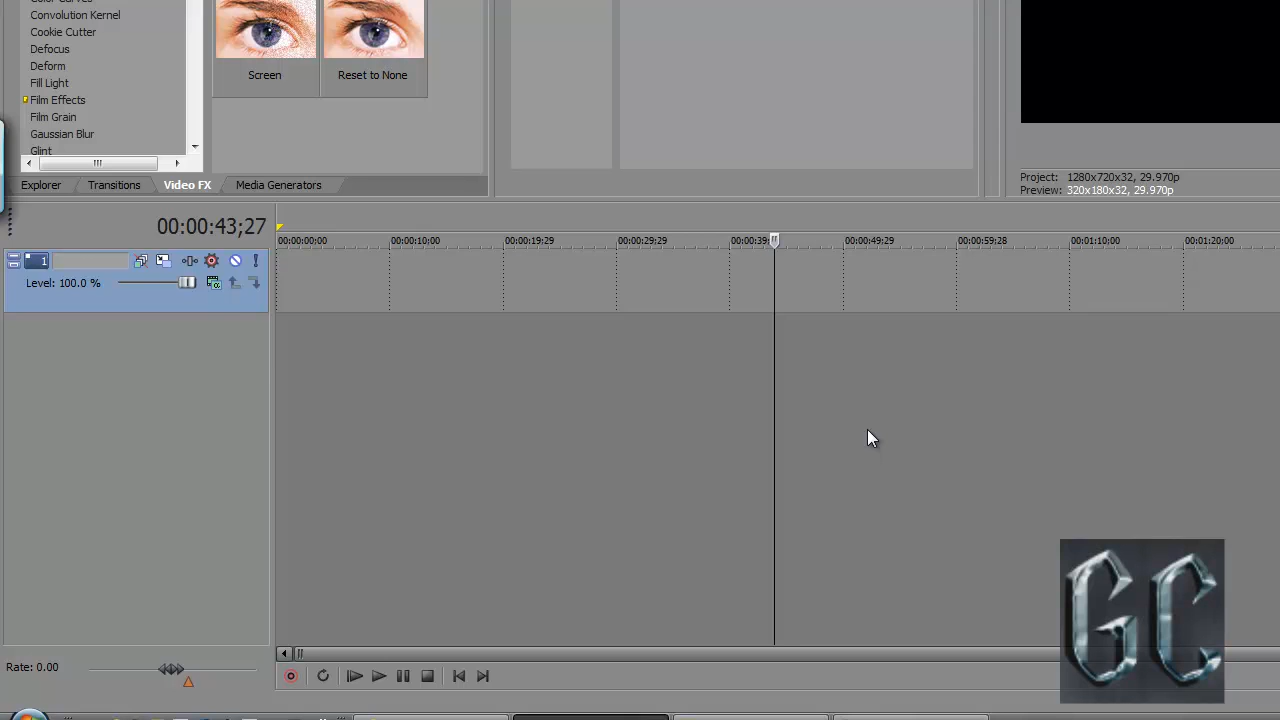 Color Curves
Convolution Kernel
Cookie Cutter
Defocus
Deform
Fill Light
Film Effects
Film Grain
Gaussian Blur
Glint
Screen
Reset to None
Explorer
Transitions
Video FX
Media Generators
Project: 1280x720x32, 29.970p
Preview: 320x180x32, 29.970p
00:00:43;27
00:00:00;00
00:00:10;00
00:00:19;29
00:00:29;29
00:00:39;
00:00:49;29
00:00:59;28
00:01:10;00
00:01:20;00
1
Level: 100.0 %
Rate: 0.00
GC